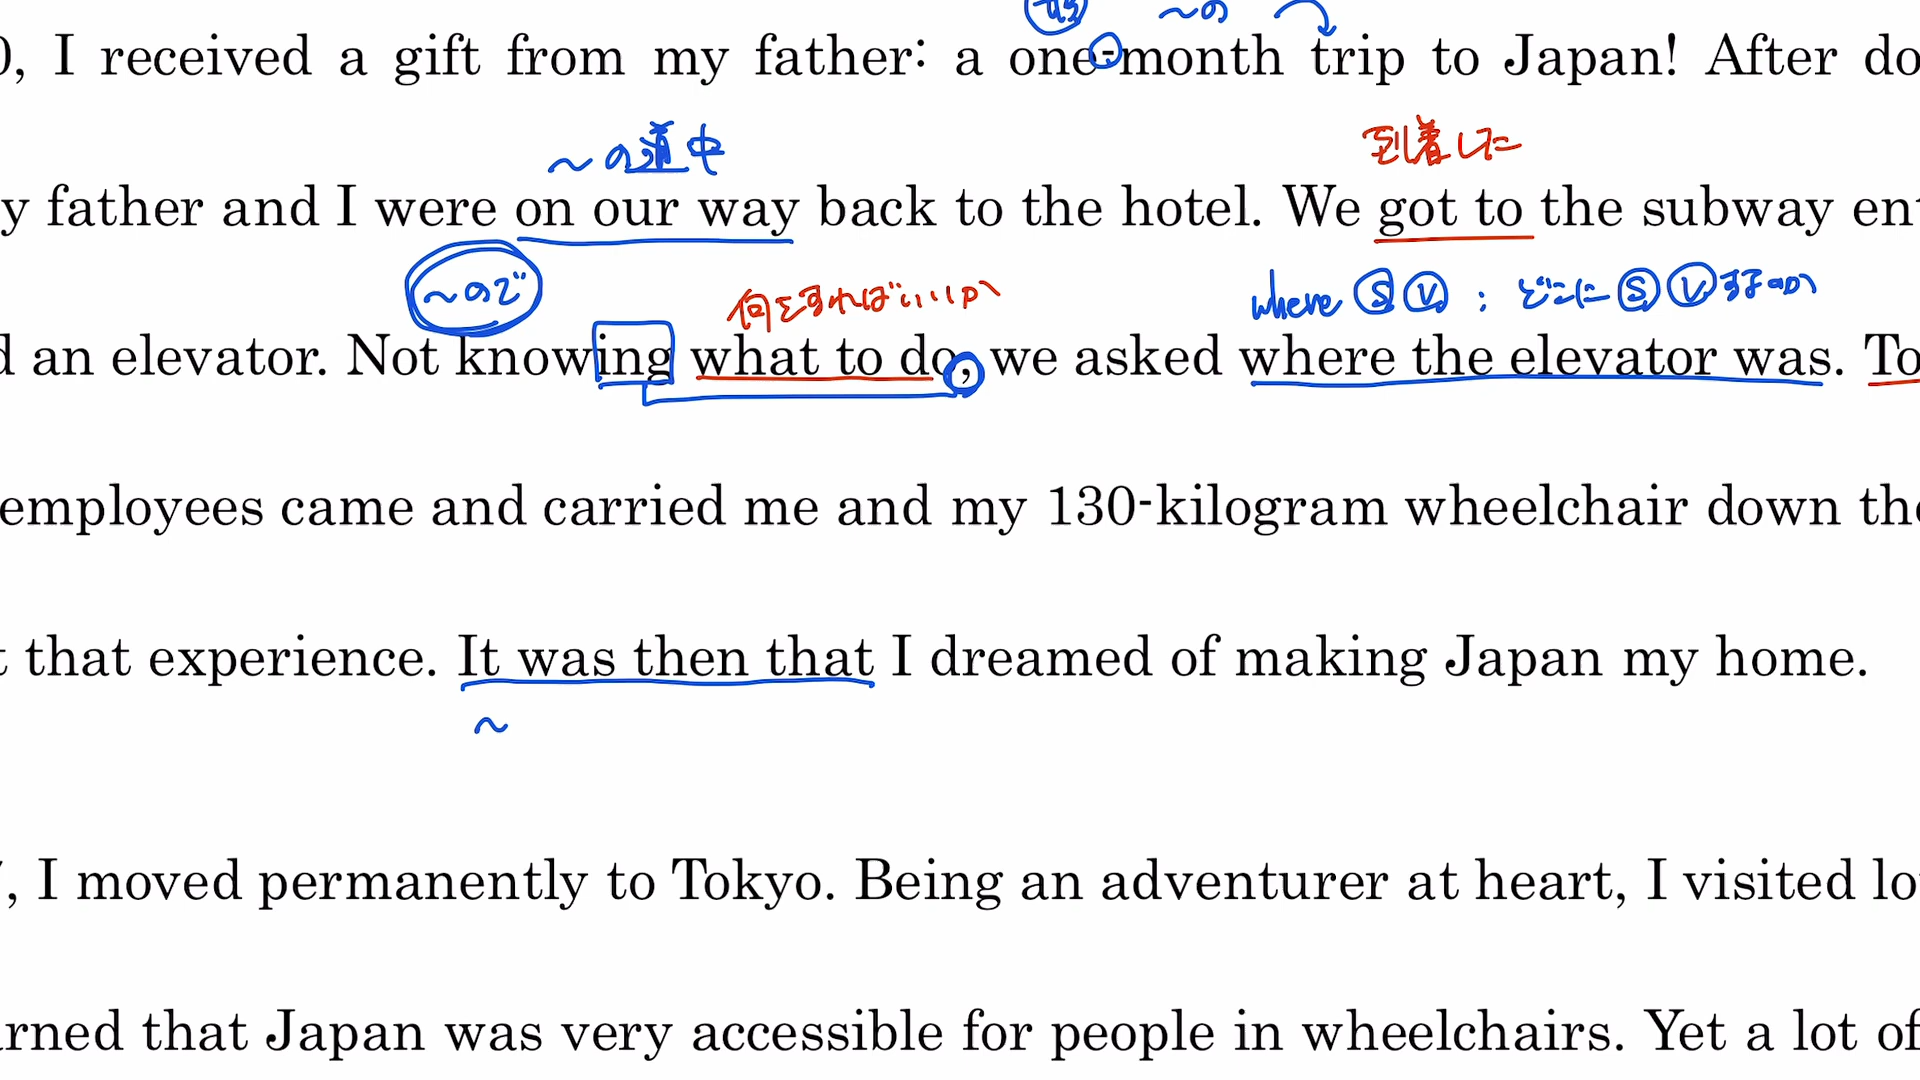 ~の
0, I received a gift from my father: a one-month trip to Japan! After do
~の道中 到着した
y father and I were on our way back to the hotel. We got to the subway ent
~ので 何をすればいいか where Ⓢ Ⓥ ; どこに Ⓢ Ⓥ するのか
d an elevator. Not knowing what to do, we asked where the elevator was. To
employees came and carried me and my 130-kilogram wheelchair down the
t that experience. It was then that I dreamed of making Japan my home.
~
, I moved permanently to Tokyo. Being an adventurer at heart, I visited lo
arned that Japan was very accessible for people in wheelchairs. Yet a lot of